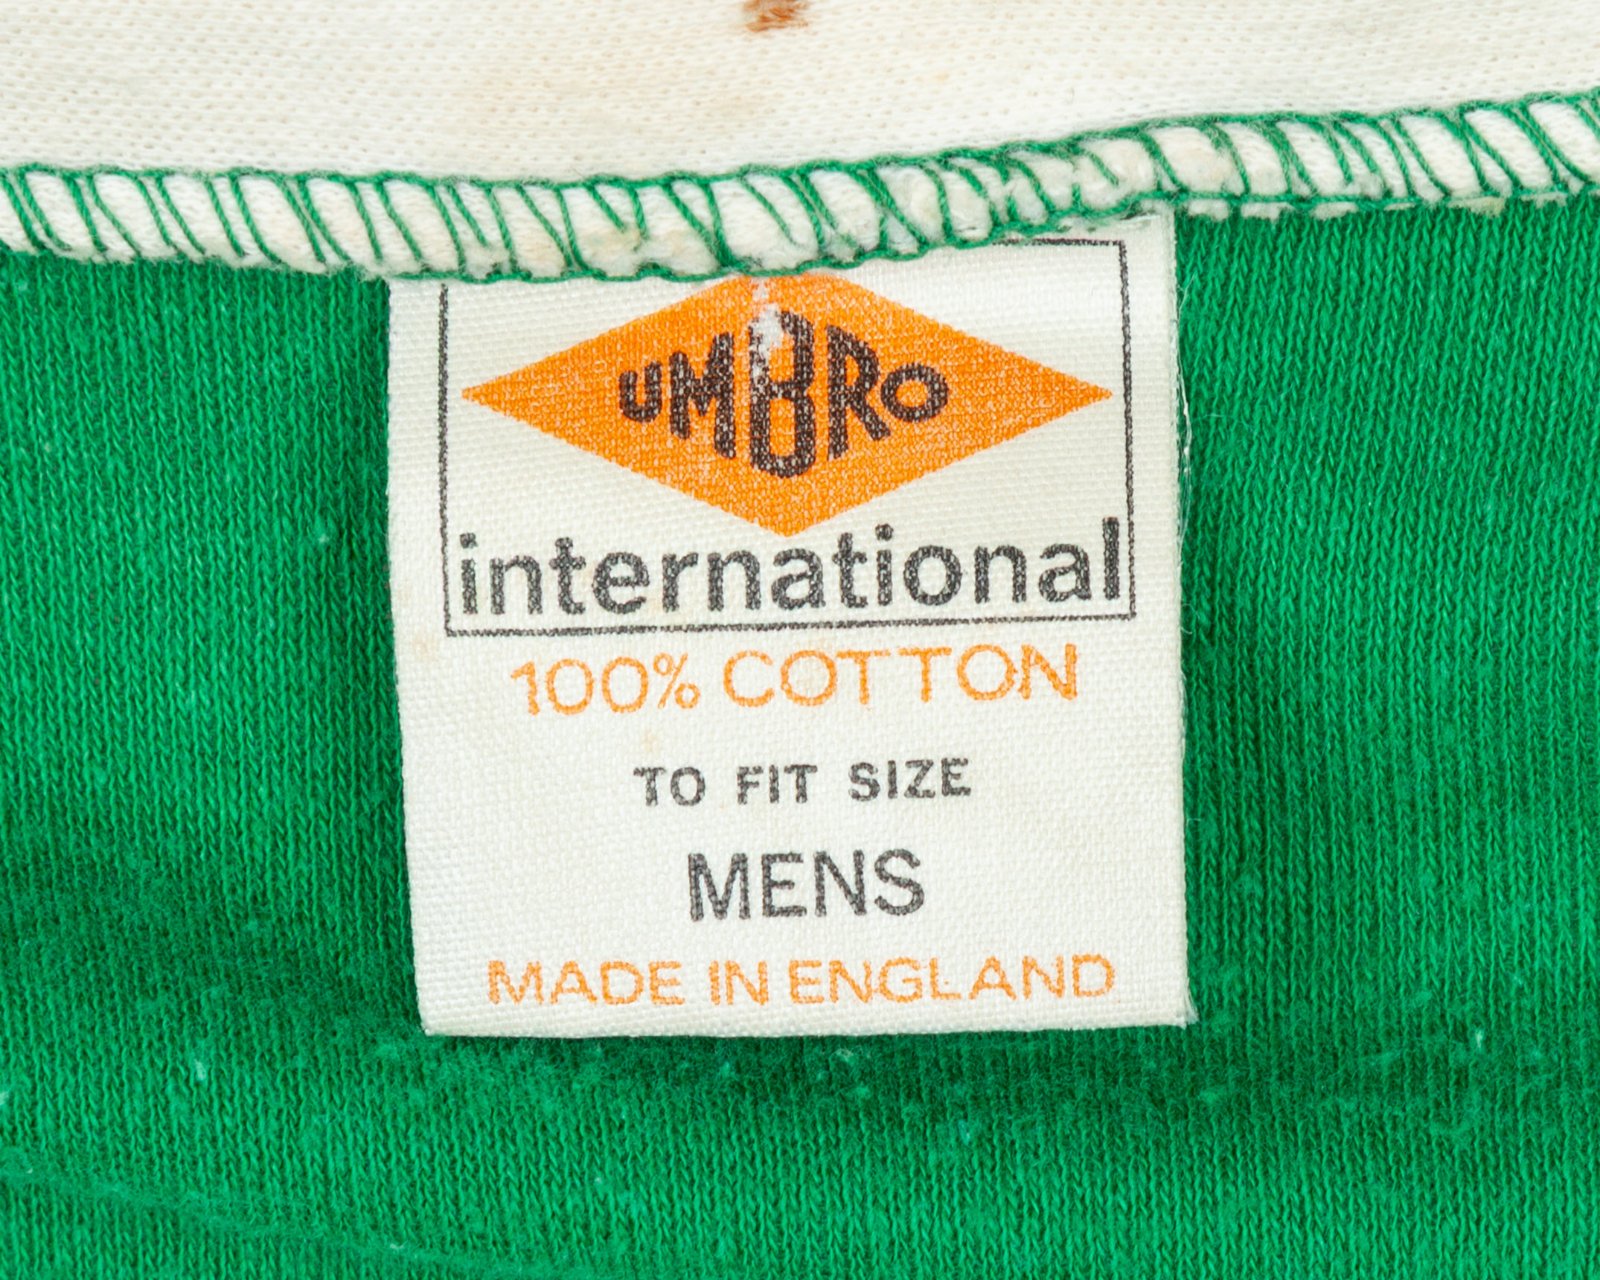 UMBRO
international
100% COTTON
TO FIT SIZE
MENS
MADE IN ENGLAND